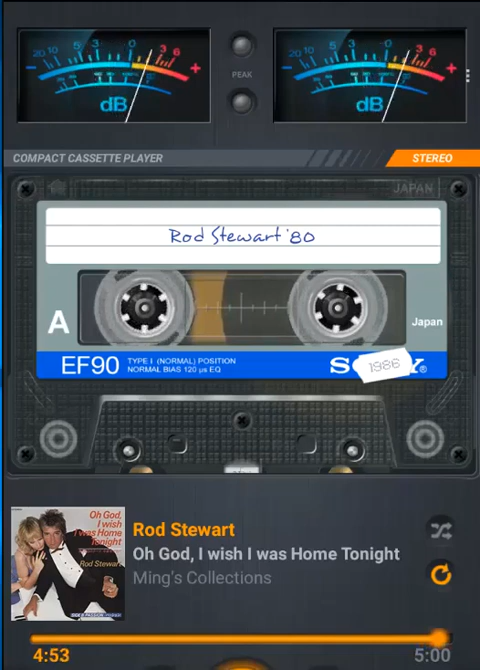 20 10 5 3 0 3 6
- +
dB
PEAK
20 10 5 3 0 3 6
- +
dB
COMPACT CASSETTE PLAYER
STEREO
JAPAN
Rod Stewart '80
A
Japan
EF90
TYPE I (NORMAL) POSITION
NORMAL BIAS 120 µs EQ
1986
Oh God,
I wish
I was Home
Tonight
Rod Stewart
Rod Stewart
Oh God, I wish I was Home Tonight
Ming's Collections
4:53
5:00